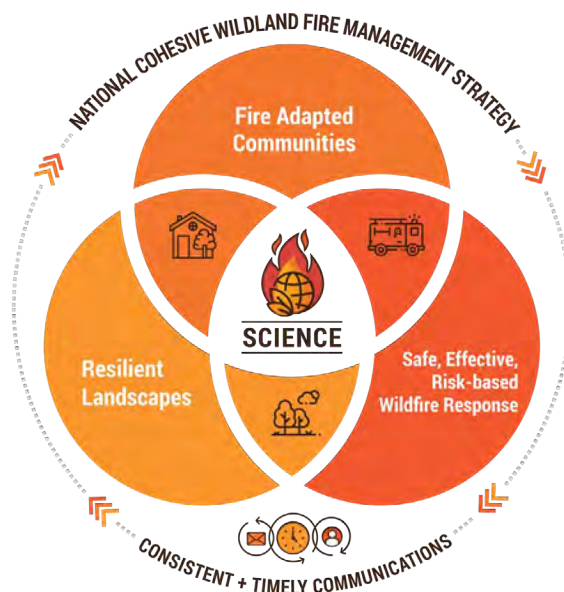 NATIONAL COHESIVE WILDLAND FIRE MANAGEMENT STRATEGY
Fire Adapted
Communities
SCIENCE
Resilient
Landscapes
Safe, Effective,
Risk-based
Wildfire Response
CONSISTENT + TIMELY COMMUNICATIONS